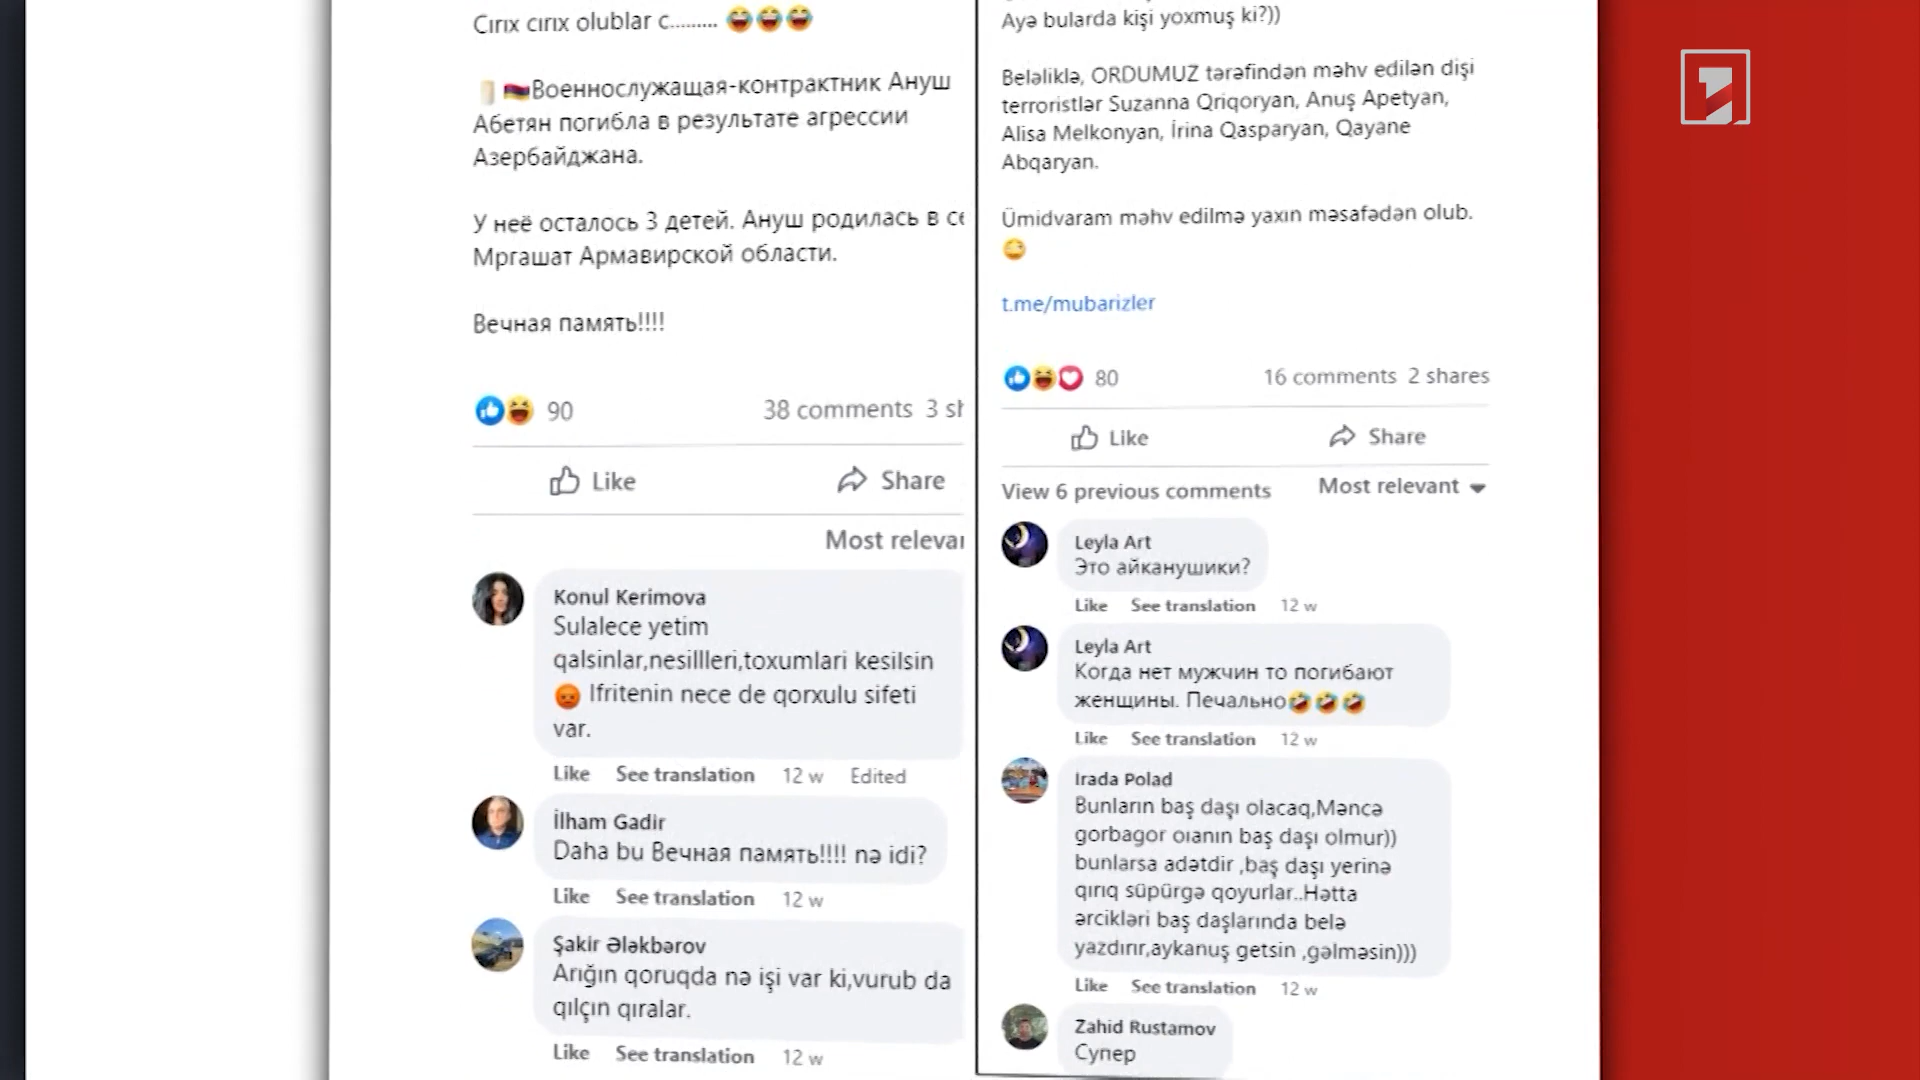 Cırıx cırıx olublar c......... 😂😂😂
Военнослужащая-контрактник Ануш
Абетян погибла в результате агрессии
Азербайджана.
У неё осталось 3 детей. Ануш родилась в
Мргашат Армавирской области.
Вечная память!!!!
90
38 comments 3
Like
Share
Most
Konul Kerimova
Sulalece yetim
qalsinlar,nesillleri,toxumlari kesilsin
😡 Ifritenin nece de qorxulu sifeti
var.
Like See translation 12 w Edited
İlham Gadir
Daha bu Вечная память!!!! nə idi?
Like See translation 12 w
Şakir Ələkbərov
Arığın qoruqda nə işi var ki,vurub da
qılçın qıralar.
Like See translation 12 w
Ayə bularda kişi yoxmuş ki?))
Beləliklə, ORDUMUZ tərəfindən məhv edilən dişi
terroristlər Suzanna Qriqoryan, Anuş Apetyan,
Alisa Melkonyan, İrina Qasparyan, Qayane
Abqaryan.
Ümidvaram məhv edilmə yaxın məsafədən olub.
t.me/mubarizler
80
16 comments 2 shares
Like
Share
View 6 previous comments
Most relevant
Leyla Art
Это айканушики?
Like See translation 12 w
Leyla Art
Когда нет мужчин то погибают
женщины. Печально🤣🤣🤣
Like See translation 12 w
Irada Polad
Bunların baş daşı olacaq,Məncə
gorbagor olanın baş daşı olmur))
bunlarsa adətdir ,baş daşı yerinə
qırıq süpürgə qoyurlar..Hətta
ərcikləri baş daşlarında belə
yazdırır,aykanuş getsin ,gəlməsin)))
Like See translation 12 w
Zahid Rustamov
Супер